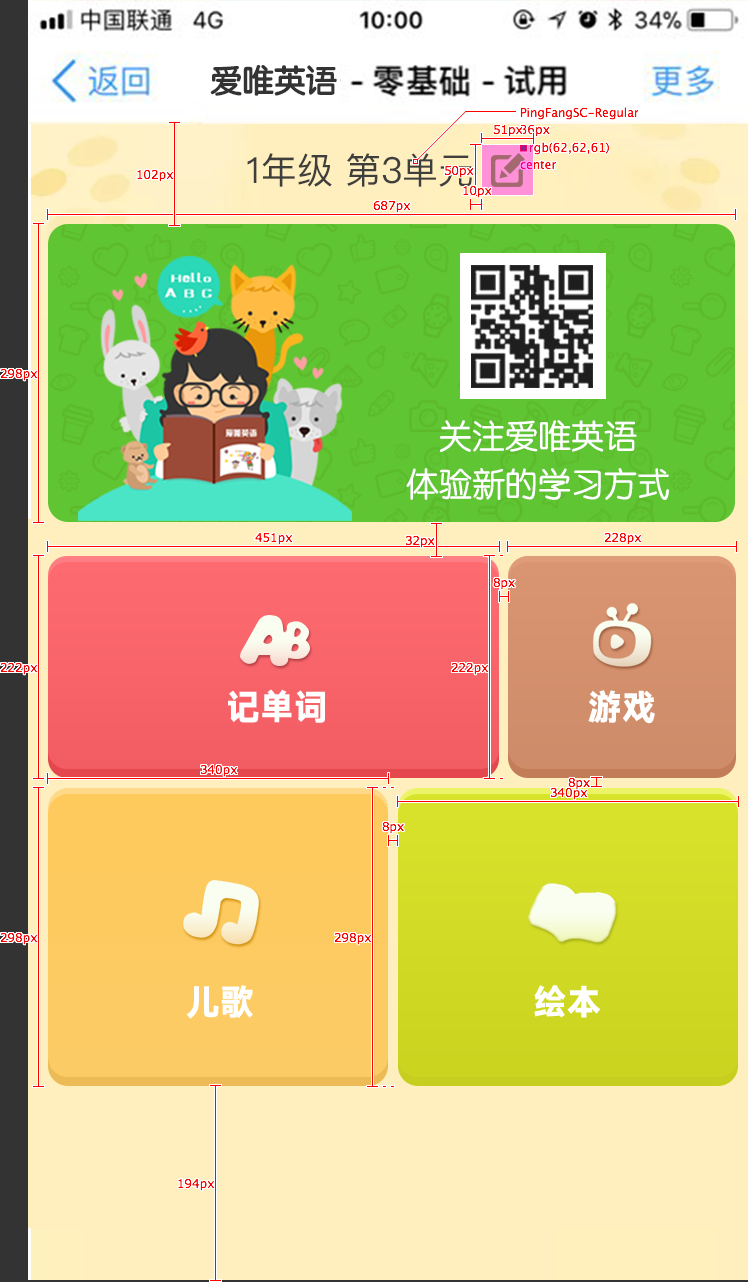 中国联通 4G 10:00 34%
返回 爱唯英语 - 零基础 - 试用 更多
PingFangSC-Regular
51px 36px
rgb(62,62,61)
center
102px
1年级 第3单元
50px
10px
687px
Hello
ABC
298px
爱唯英语
关注爱唯英语
体验新的学习方式
451px
32px
228px
8px
222px
222px
记单词
游戏
340px
8px
340px
8px
298px
298px
儿歌
绘本
194px